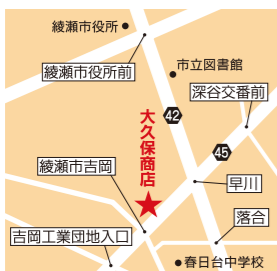 綾瀬市役所
綾瀬市役所前
市立図書館
深谷交番前
42
大久保商店
45
綾瀬市吉岡
早川
落合
吉岡工業団地入口
春日台中学校